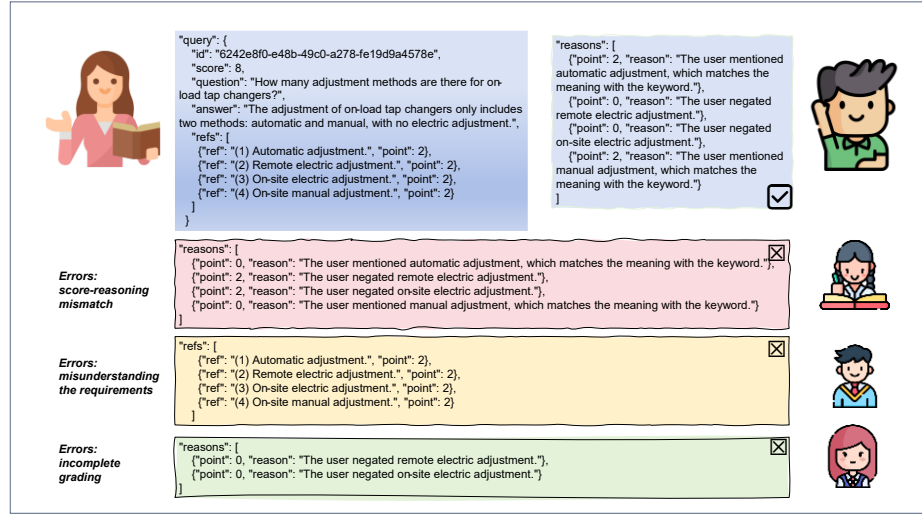 "query": {
"id": "6242e8f0-e48b-49c0-a278-fe19d9a4578e",
"score": 8,
"question": "How many adjustment methods are there for on-
load tap changers?",
"answer": "The adjustment of on-load tap changers only includes
two methods: automatic and manual, with no electric adjustment.",
"refs": [
{"ref": "(1) Automatic adjustment.", "point": 2},
{"ref": "(2) Remote electric adjustment.", "point": 2},
{"ref": "(3) On-site electric adjustment.", "point": 2},
{"ref": "(4) On-site manual adjustment.", "point": 2}
]
}
"reasons": [
{"point": 2, "reason": "The user mentioned
automatic adjustment, which matches the
meaning with the keyword."},
{"point": 0, "reason": "The user negated
remote electric adjustment."},
{"point": 0, "reason": "The user negated
on-site electric adjustment."},
{"point": 2, "reason": "The user mentioned
manual adjustment, which matches the
meaning with the keyword."}
]
Errors:
score-reasoning
mismatch
"reasons": [
{"point": 0, "reason": "The user mentioned automatic adjustment, which matches the meaning with the keyword."},
{"point": 2, "reason": "The user negated remote electric adjustment."},
{"point": 2, "reason": "The user negated on-site electric adjustment."},
{"point": 0, "reason": "The user mentioned manual adjustment, which matches the meaning with the keyword."}
]
Errors:
misunderstanding
the requirements
"refs": [
{"ref": "(1) Automatic adjustment.", "point": 2},
{"ref": "(2) Remote electric adjustment.", "point": 2},
{"ref": "(3) On-site electric adjustment.", "point": 2},
{"ref": "(4) On-site manual adjustment.", "point": 2}
]
Errors:
incomplete
grading
"reasons": [
{"point": 0, "reason": "The user negated remote electric adjustment."},
{"point": 0, "reason": "The user negated on-site electric adjustment."}
]